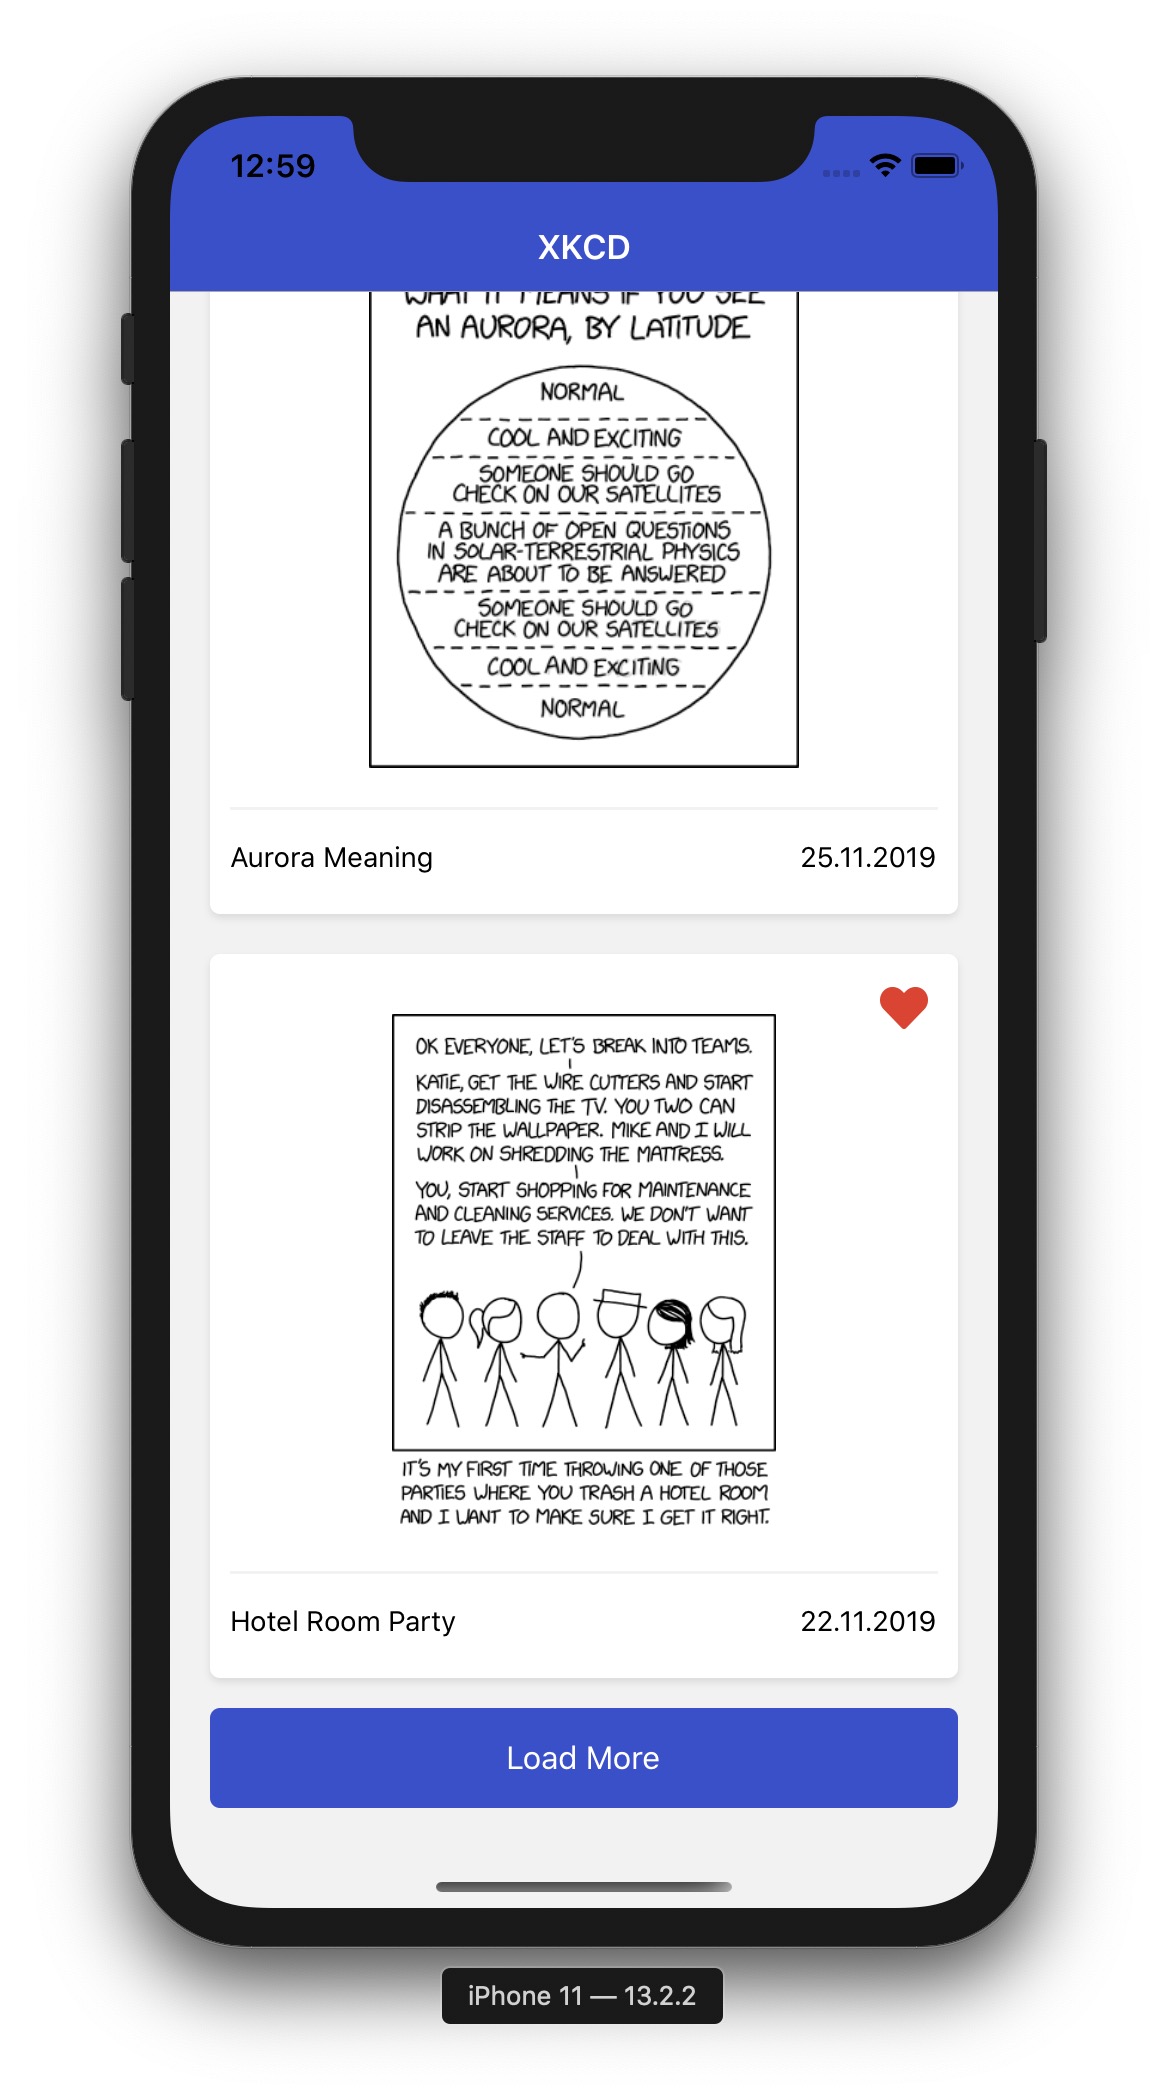 12:59
XKCD
WHAT IT MEANS IF YOU SEE
AN AURORA, BY LATITUDE
NORMAL
COOL AND EXCITING
SOMEONE SHOULD GO
CHECK ON OUR SATELLITES
A BUNCH OF OPEN QUESTIONS
IN SOLAR-TERRESTRIAL PHYSICS
ARE ABOUT TO BE ANSWERED
SOMEONE SHOULD GO
CHECK ON OUR SATELLITES
COOL AND EXCITING
NORMAL
Aurora Meaning 25.11.2019
OK EVERYONE, LET'S BREAK INTO TEAMS.
KATIE, GET THE WIRE CUTTERS AND START
DISASSEMBLING THE TV. YOU TWO CAN
STRIP THE WALLPAPER. MIKE AND I WILL
WORK ON SHREDDING THE MATTRESS.
YOU, START SHOPPING FOR MAINTENANCE
AND CLEANING SERVICES. WE DON'T WANT
TO LEAVE THE STAFF TO DEAL WITH THIS.
IT'S MY FIRST TIME THROWING ONE OF THOSE
PARTIES WHERE YOU TRASH A HOTEL ROOM
AND I WANT TO MAKE SURE I GET IT RIGHT.
Hotel Room Party 22.11.2019
Load More
iPhone 11 — 13.2.2